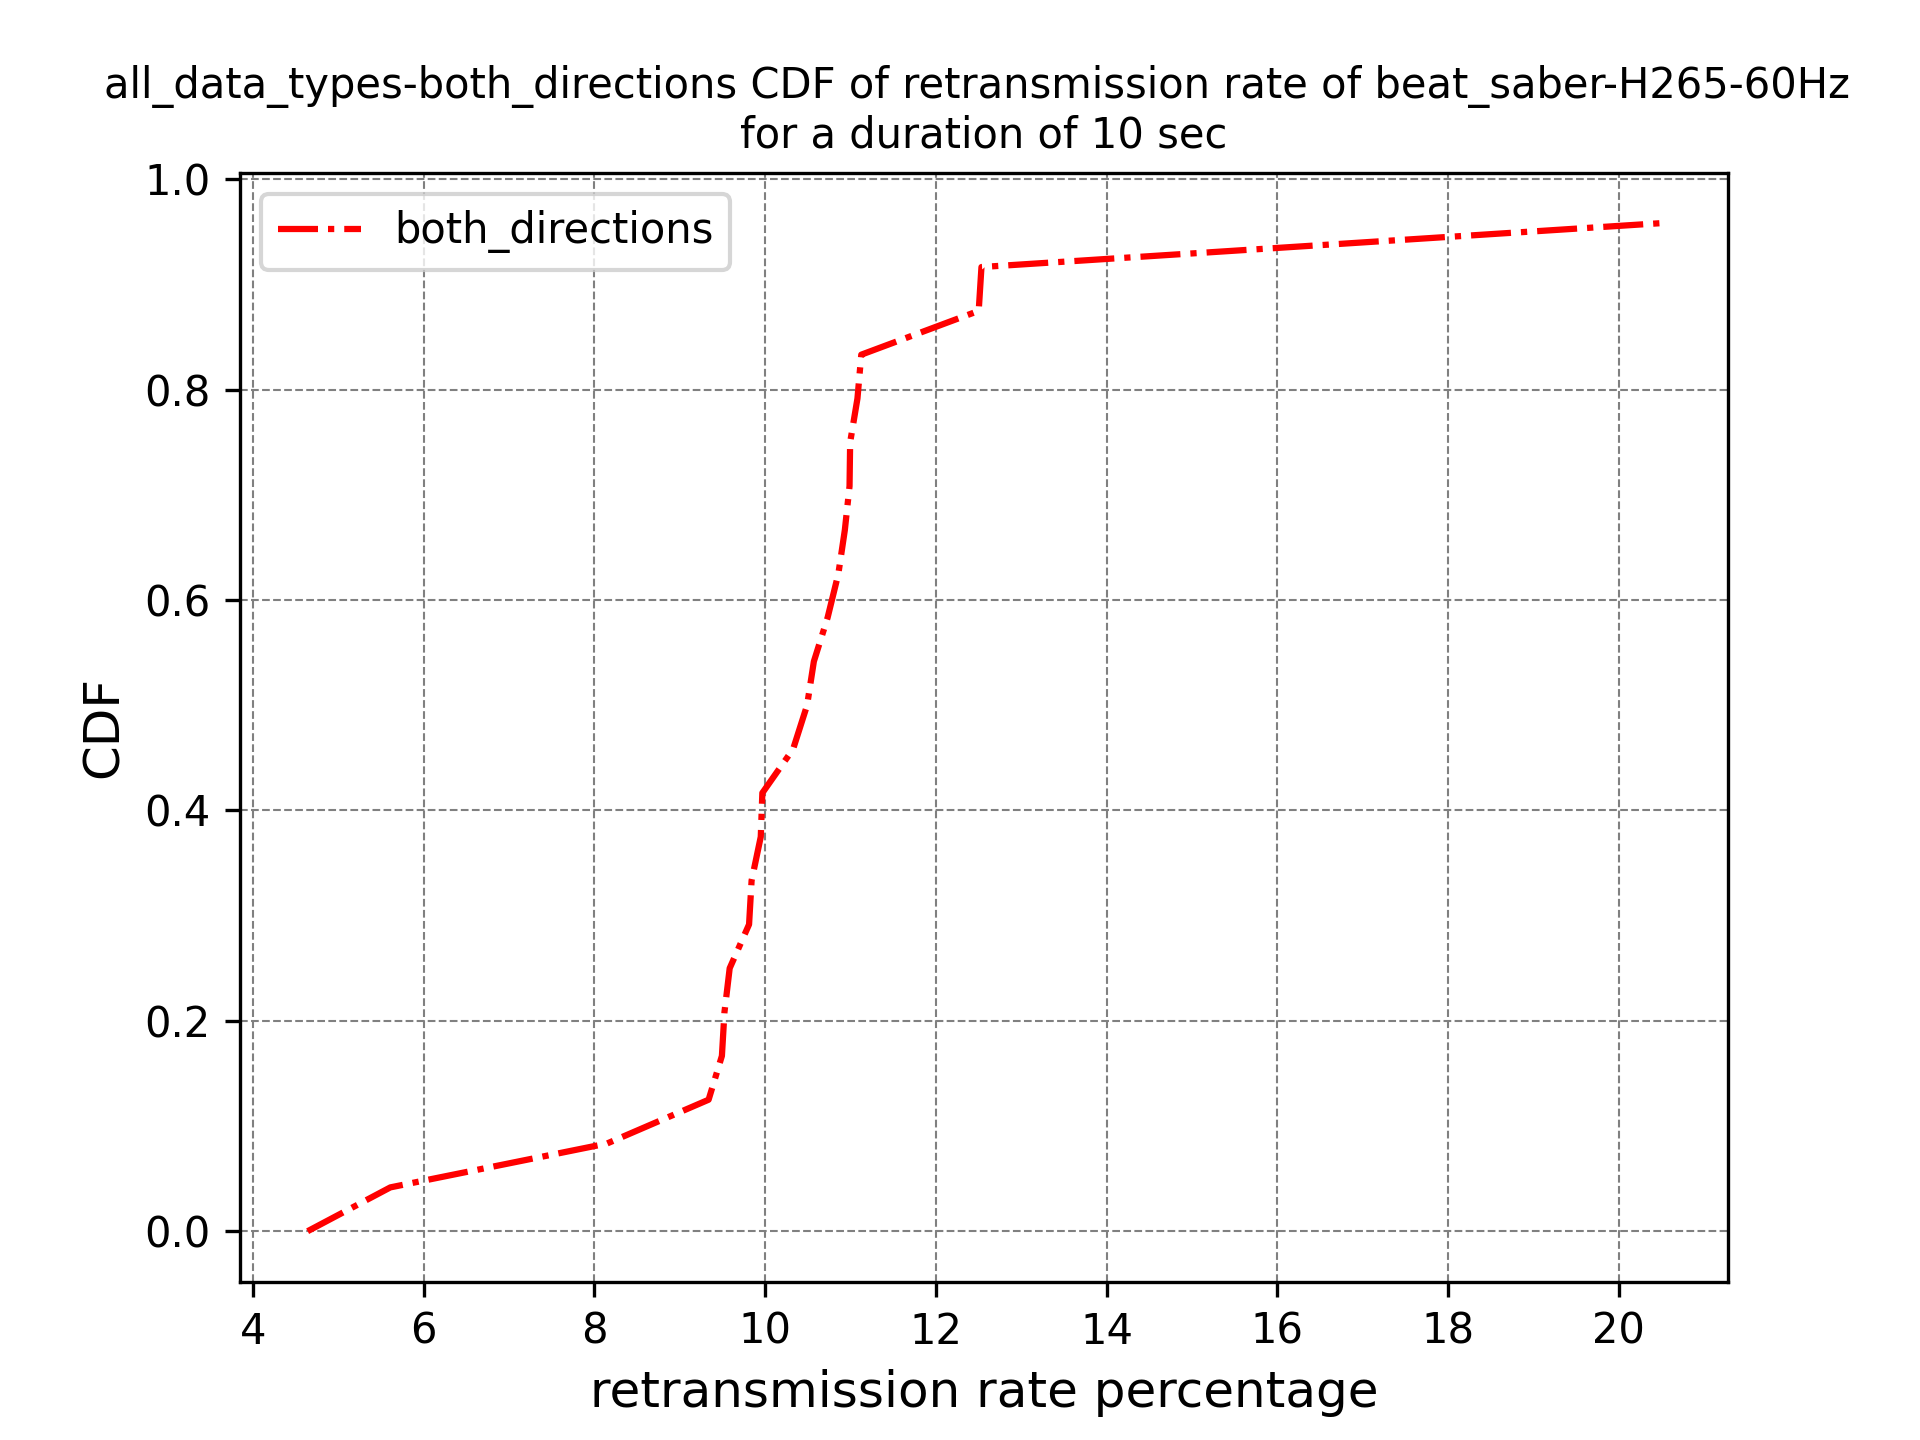 all_data_types-both_directions CDF of retransmission rate of beat_saber-H265-60Hz
for a duration of 10 sec
both_directions
CDF
1.0
0.8
0.6
0.4
0.2
0.0
4 6 8 10 12 14 16 18 20
retransmission rate percentage